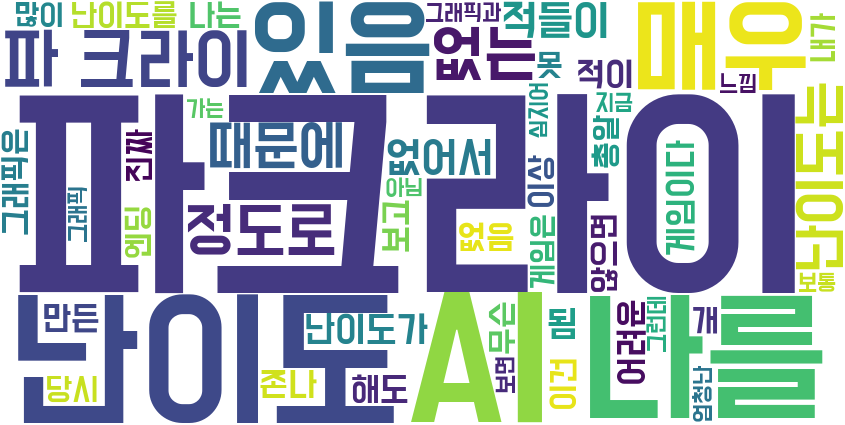 많이 난이도를 나는 있음 그래픽과 적들이 매우 내가
파 크라이 없는 못 적이 느낌
파크라이
가는 심지어 지금
그래픽은 진짜 때문에 없어서 총알 난이도
그래픽 아님 이상 게임이다
엔딩 정도로 보고 없음 게임은 않으면 보통
난이도 AI 나를
만든 난이도가 무슨 됨 어려운 그런데 개
당시 존나 해도 보면 이건 엄청난